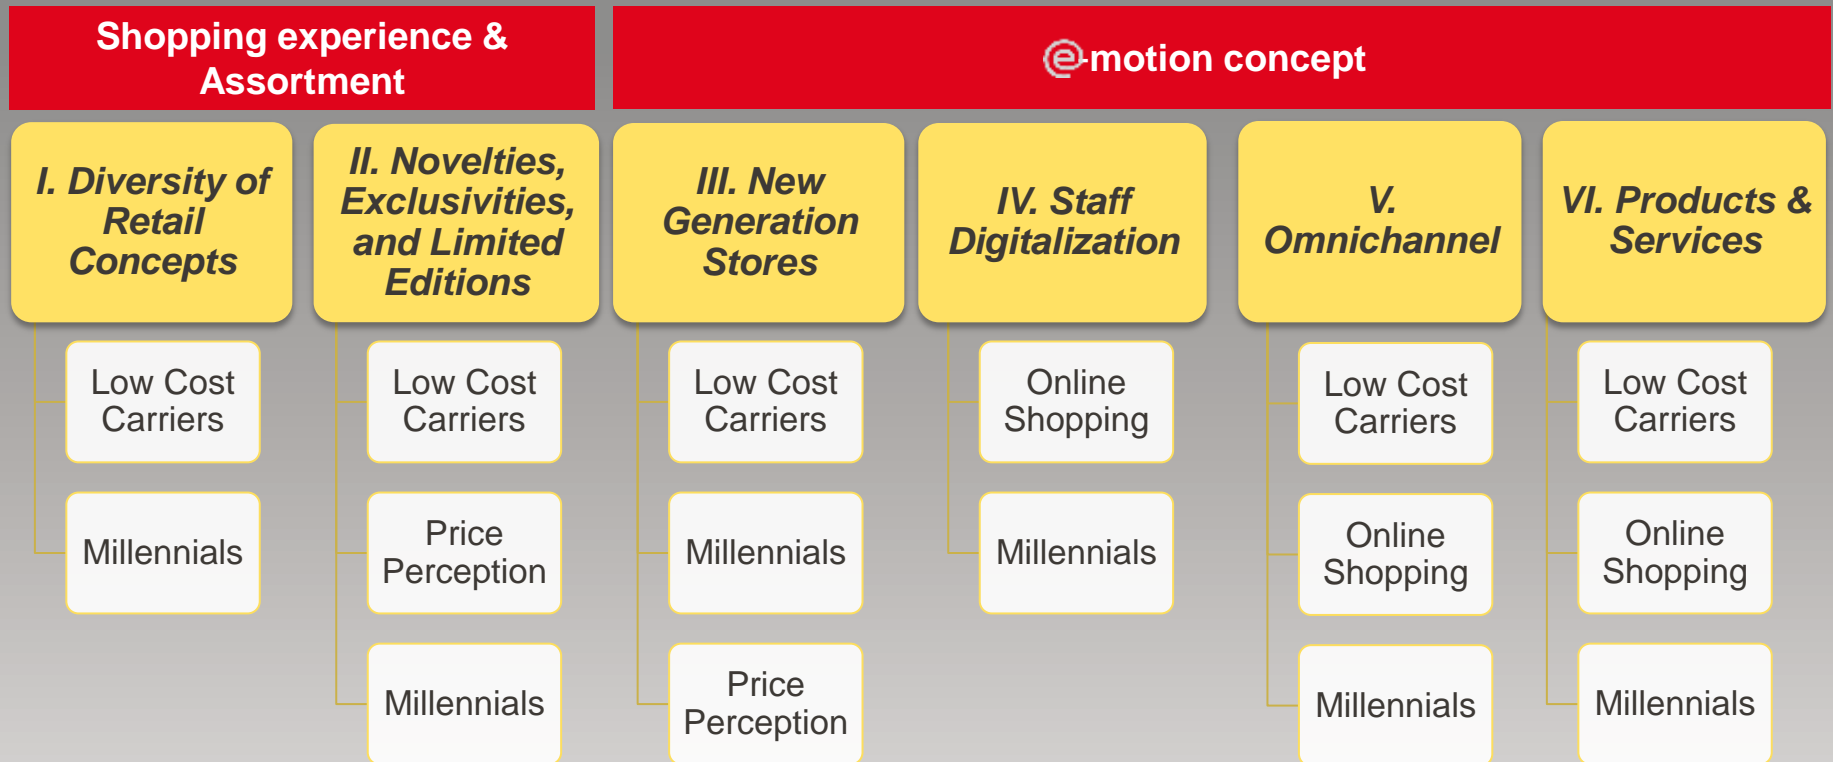 Shopping experience &
Assortment
e-motion concept
I. Diversity of
Retail
Concepts
Low Cost
Carriers
Millennials
II. Novelties,
Exclusivities,
and Limited
Editions
Low Cost
Carriers
Price
Perception
Millennials
III. New
Generation
Stores
Low Cost
Carriers
Millennials
Price
Perception
IV. Staff
Digitalization
Online
Shopping
Millennials
V.
Omnichannel
Low Cost
Carriers
Online
Shopping
Millennials
VI. Products &
Services
Low Cost
Carriers
Online
Shopping
Millennials